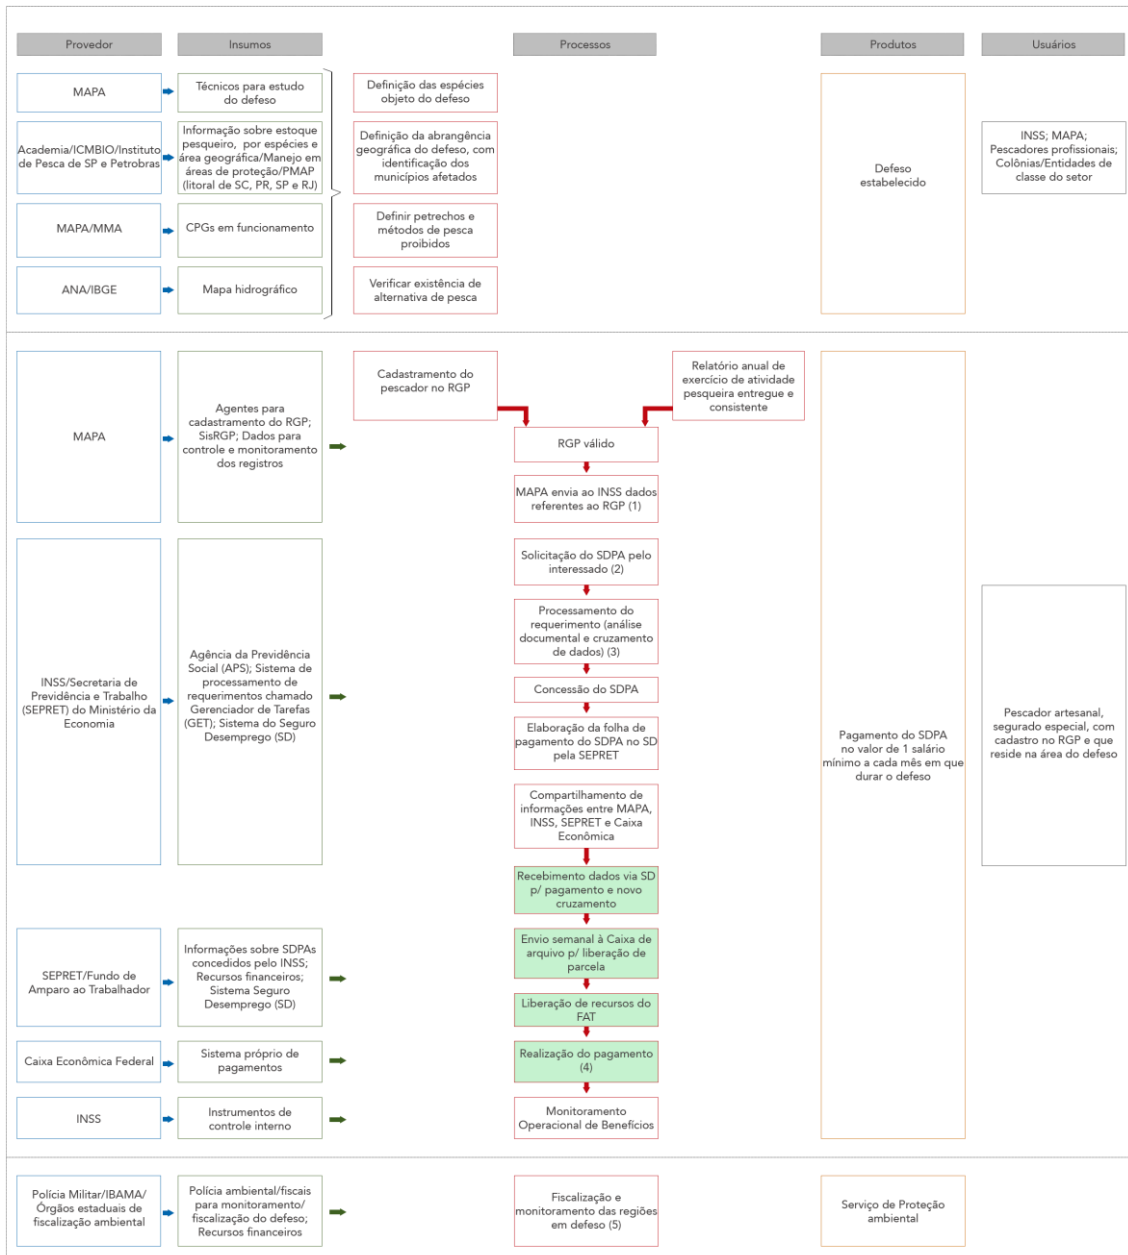 Provedor
Insumos
Processos
Produtos
Usuários
MAPA
Técnicos para estudo
do defeso
Definição das espécies
objeto do defeso
Academia/ICMBIO/Instituto
de Pesca de SP e Petrobras
Informação sobre estoque
pesqueiro, por espécies e
e área geográfica/Manejo em
áreas de proteção/PMAP
(litoral de SC, PR, SP e RJ)
Definição da abrangência
geográfica do defeso, com
identificação dos
municípios afetados
Defeso
estabelecido
INSS; MAPA;
Pescadores profissionais;
Colônias/Entidades de
classe do setor
MAPA/MMA
CPGs em funcionamento
Definir petrechos e
métodos de pesca
proibidos
ANA/IBGE
Mapa hidrográfico
Verificar existência de
alternativa de pesca
MAPA
Agentes para
cadastramento do RGP;
SisRGP; Dados para
controle e monitoramento
dos registros
Cadastramento do
pescador no RGP
Relatório anual de
exercício de atividade
pesqueira entregue e
consistente
RGP válido
MAPA envia ao INSS dados
referentes ao RGP (1)
INSS/Secretaria de
Previdência e Trabalho
(SEPRET) do Ministério da
Economia
Agência da Previdência
Social (APS); Sistema de
processamento de
requerimentos chamado
Gerenciador de Tarefas
(GET); Sistema do Seguro
Desemprego (SD)
Solicitação do SDPA pelo
interessado (2)
Processamento do
requerimento (análise
documental e cruzamento
de dados) (3)
Concessão do SDPA
Elaboração da folha de
pagamento do SDPA no SD
pela SEPRET
Compartilhamento de
informações entre MAPA,
INSS, SEPRET e Caixa
Econômica
Recebimento dados via SD
p/ pagamento e novo
cruzamento
Pagamento do SDPA
no valor de 1 salário
mínimo a cada mês em que
durar o defeso
Pescador artesanal,
segurado especial, com
cadastro no RGP e que
reside na área do defeso
SEPRET/Fundo de
Amparo ao Trabalhador
Informações sobre SDPAs
concedidos pelo INSS;
Recursos financeiros;
Sistema Seguro
Desemprego (SD)
Envio semanal à Caixa de
arquivo p/ liberação de
parcela
Liberação de recursos do
FAT
Caixa Econômica Federal
Sistema próprio de
pagamentos
Realização do pagamento
(4)
INSS
Instrumentos de
controle interno
Monitoramento
Operacional de Benefícios
Polícia Militar/IBAMA/
Órgãos estaduais de
fiscalização ambiental
Polícia ambiental/fiscais
para monitoramento/
fiscalização do defeso;
Recursos financeiros
Fiscalização e
monitoramento das regiões
em defeso (5)
Serviço de Proteção
ambiental